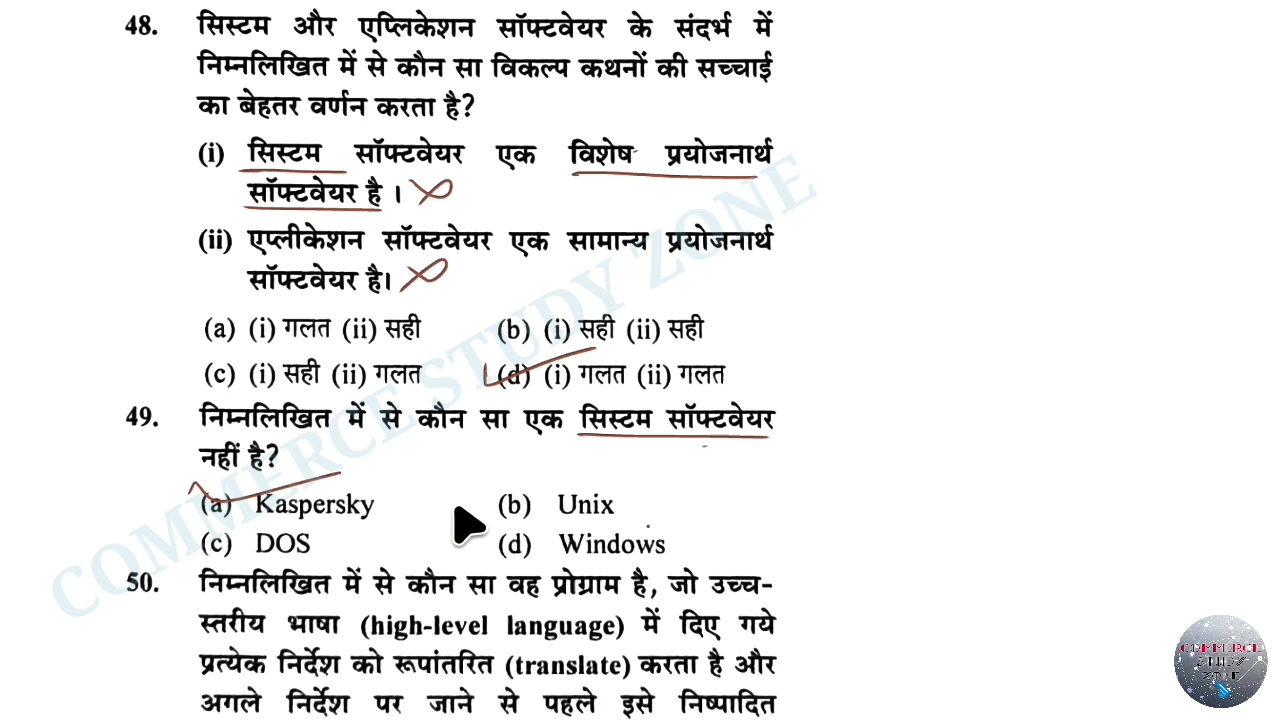 48. सिस्टम और एप्लिकेशन सॉफ्टवेयर के संदर्भ में
निम्नलिखित में से कौन सा विकल्प कथनों की सच्चाई
का बेहतर वर्णन करता है?
(i) सिस्टम सॉफ्टवेयर एक विशेष प्रयोजनार्थ
सॉफ्टवेयर है ।
(ii) एप्लीकेशन सॉफ्टवेयर एक सामान्य प्रयोजनार्थ
सॉफ्टवेयर है।
(a) (i) गलत (ii) सही (b) (i) सही (ii) सही
(c) (i) सही (ii) गलत (d) (i) गलत (ii) गलत
49. निम्नलिखित में से कौन सा एक सिस्टम सॉफ्टवेयर
नहीं है?
(a) Kaspersky (b) Unix
(c) DOS (d) Windows
50. निम्नलिखित में से कौन सा वह प्रोग्राम है, जो उच्च-
स्तरीय भाषा (high-level language) में दिए गये
प्रत्येक निर्देश को रूपांतरित (translate) करता है और
अगले निर्देश पर जाने से पहले इसे निष्पादित
COMMERCE STUDY ZONE
COMMERCE
STUDY
ZONE